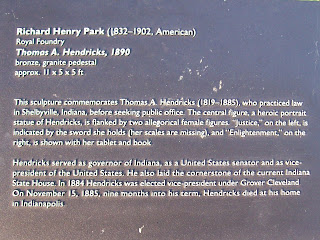 Richard Henry Park (1832–1902, American)
Royal Foundry
Thomas A. Hendricks, 1890
bronze, granite pedestal
approx. 11 x 5 x 5 ft.
This sculpture commemorates Thomas A. Hendricks (1819–1885), who practiced law
in Shelbyville, Indiana, before seeking public office. The central figure, a heroic portrait
statue of Hendricks, is flanked by two allegorical female figures. "Justice," on the left, is
indicated by the sword she holds (her scales are missing), and "Enlightenment," on the
right, is shown with her tablet and book
Hendricks served as governor of Indiana, as a United States senator and as vice-
president of the United States. He also laid the cornerstone of the current Indiana
State House. In 1884 Hendricks was elected vice-president under Grover Cleveland
On November 15, 1885, nine months into his term, Hendricks died at his home
in Indianapolis.